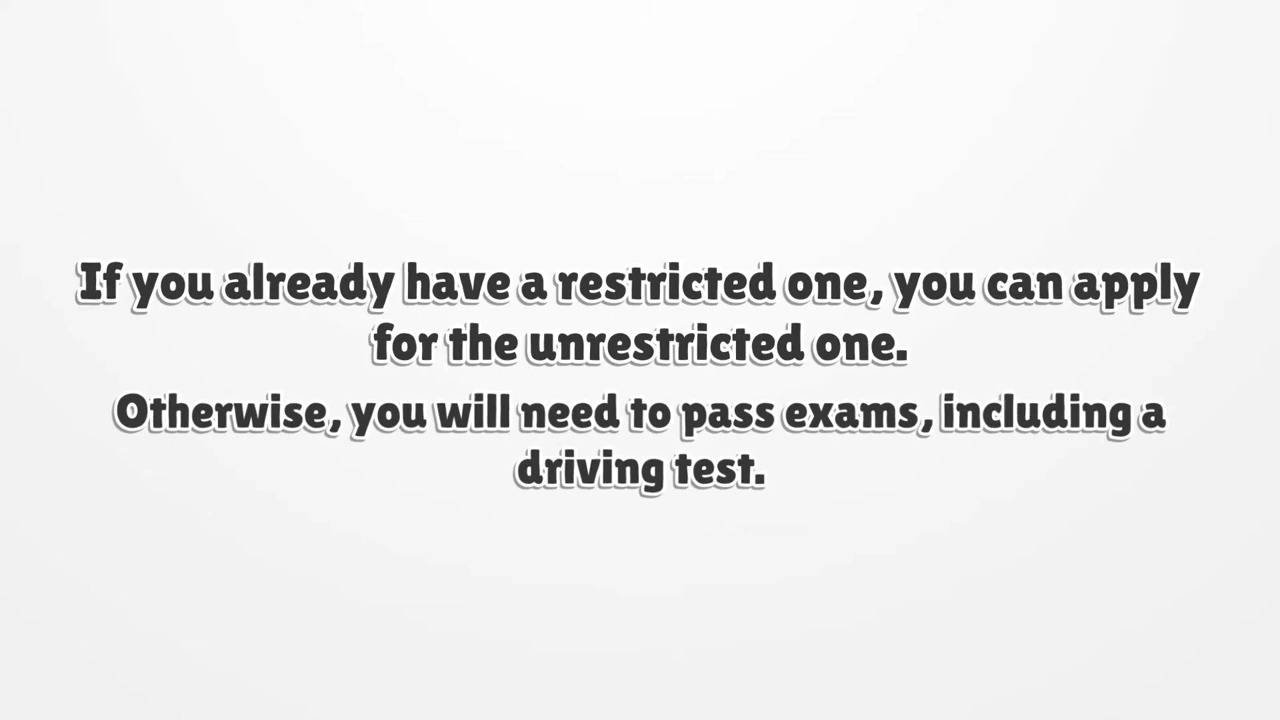 If you already have a restricted one, you can apply
for the unrestricted one.
Otherwise, you will need to pass exams, including a
driving test.